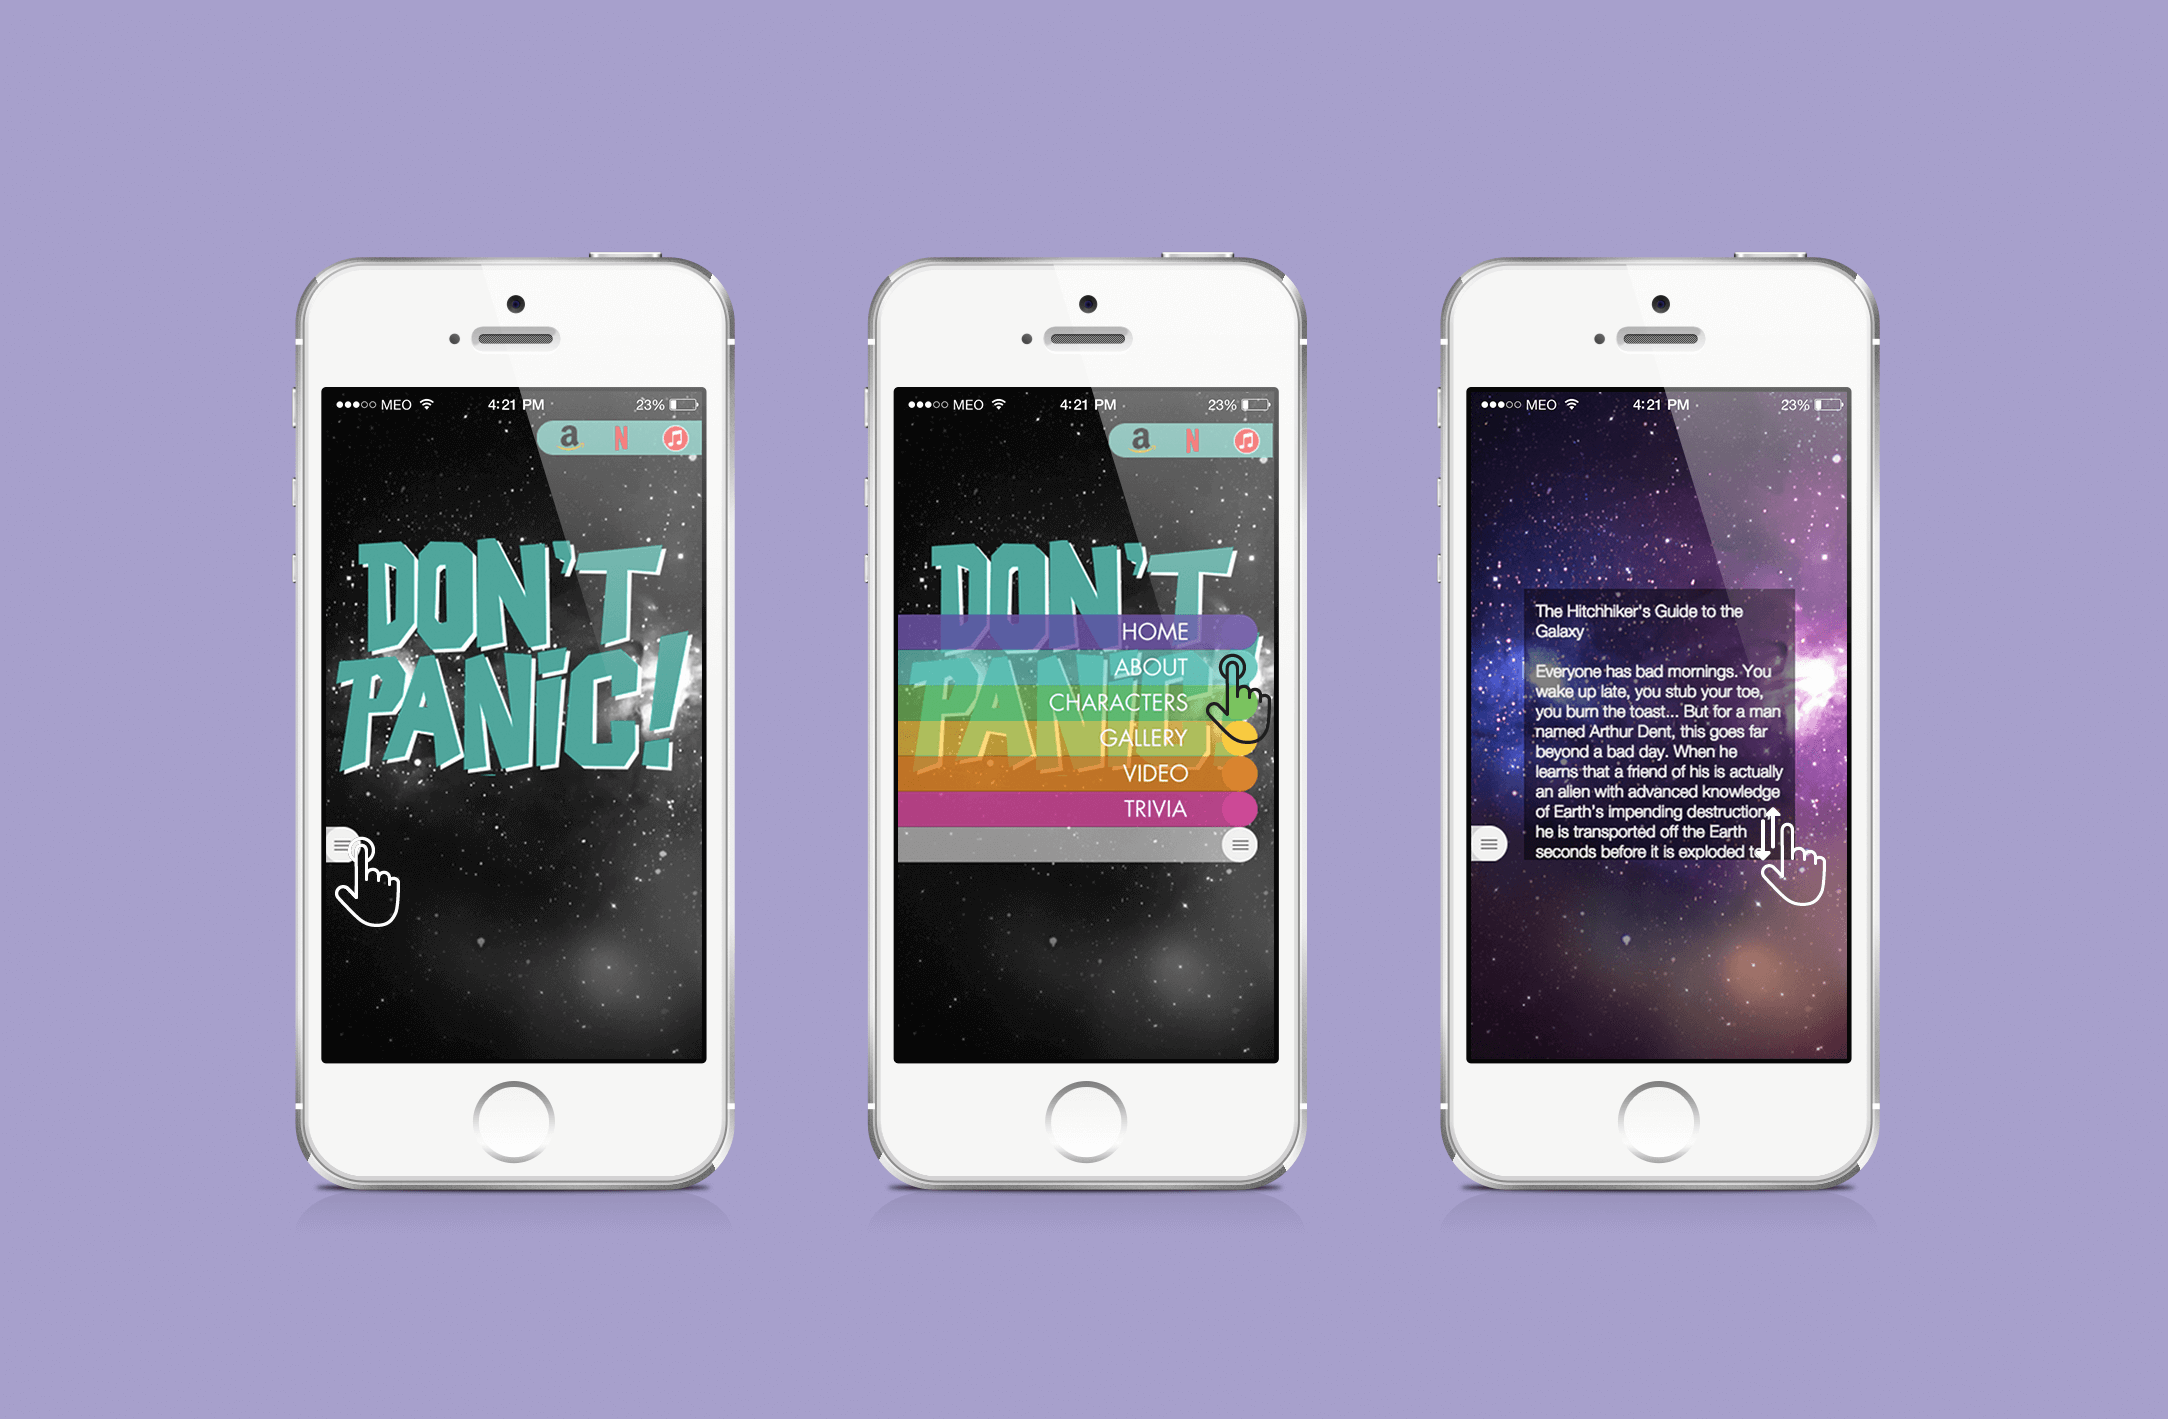 MEO 4:21 PM 23%
a N
DON'T
PANiC!
MEO 4:21 PM 23%
a N
DON'T
PANiC!
HOME
ABOUT
CHARACTERS
GALLERY
VIDEO
TRIVIA
MEO 4:21 PM 23%
The Hitchhiker's Guide to the
Galaxy
Everyone has bad mornings. You
wake up late, you stub your toe,
you burn the toast... But for a man
named Arthur Dent, this goes far
beyond a bad day. When he
learns that a friend of his is actually
an alien with advanced knowledge
of Earth's impending destruction,
he is transported off the Earth
seconds before it is exploded to